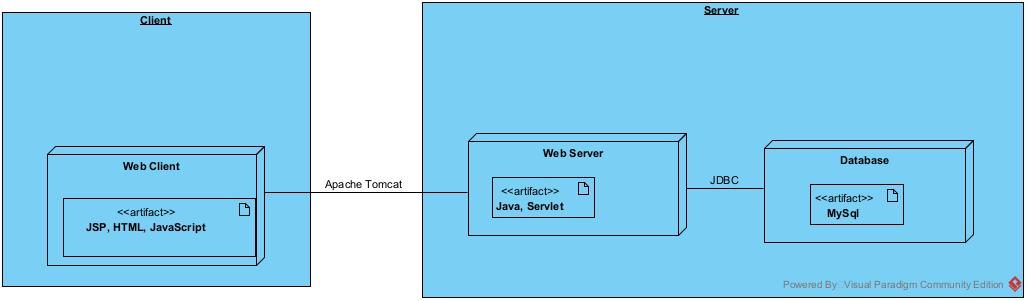 Client
Web Client
<<artifact>>
JSP, HTML, JavaScript
Apache Tomcat
Server
Web Server
<<artifact>>
Java, Servlet
JDBC
Database
<<artifact>>
MySql
Powered By Visual Paradigm Community Edition